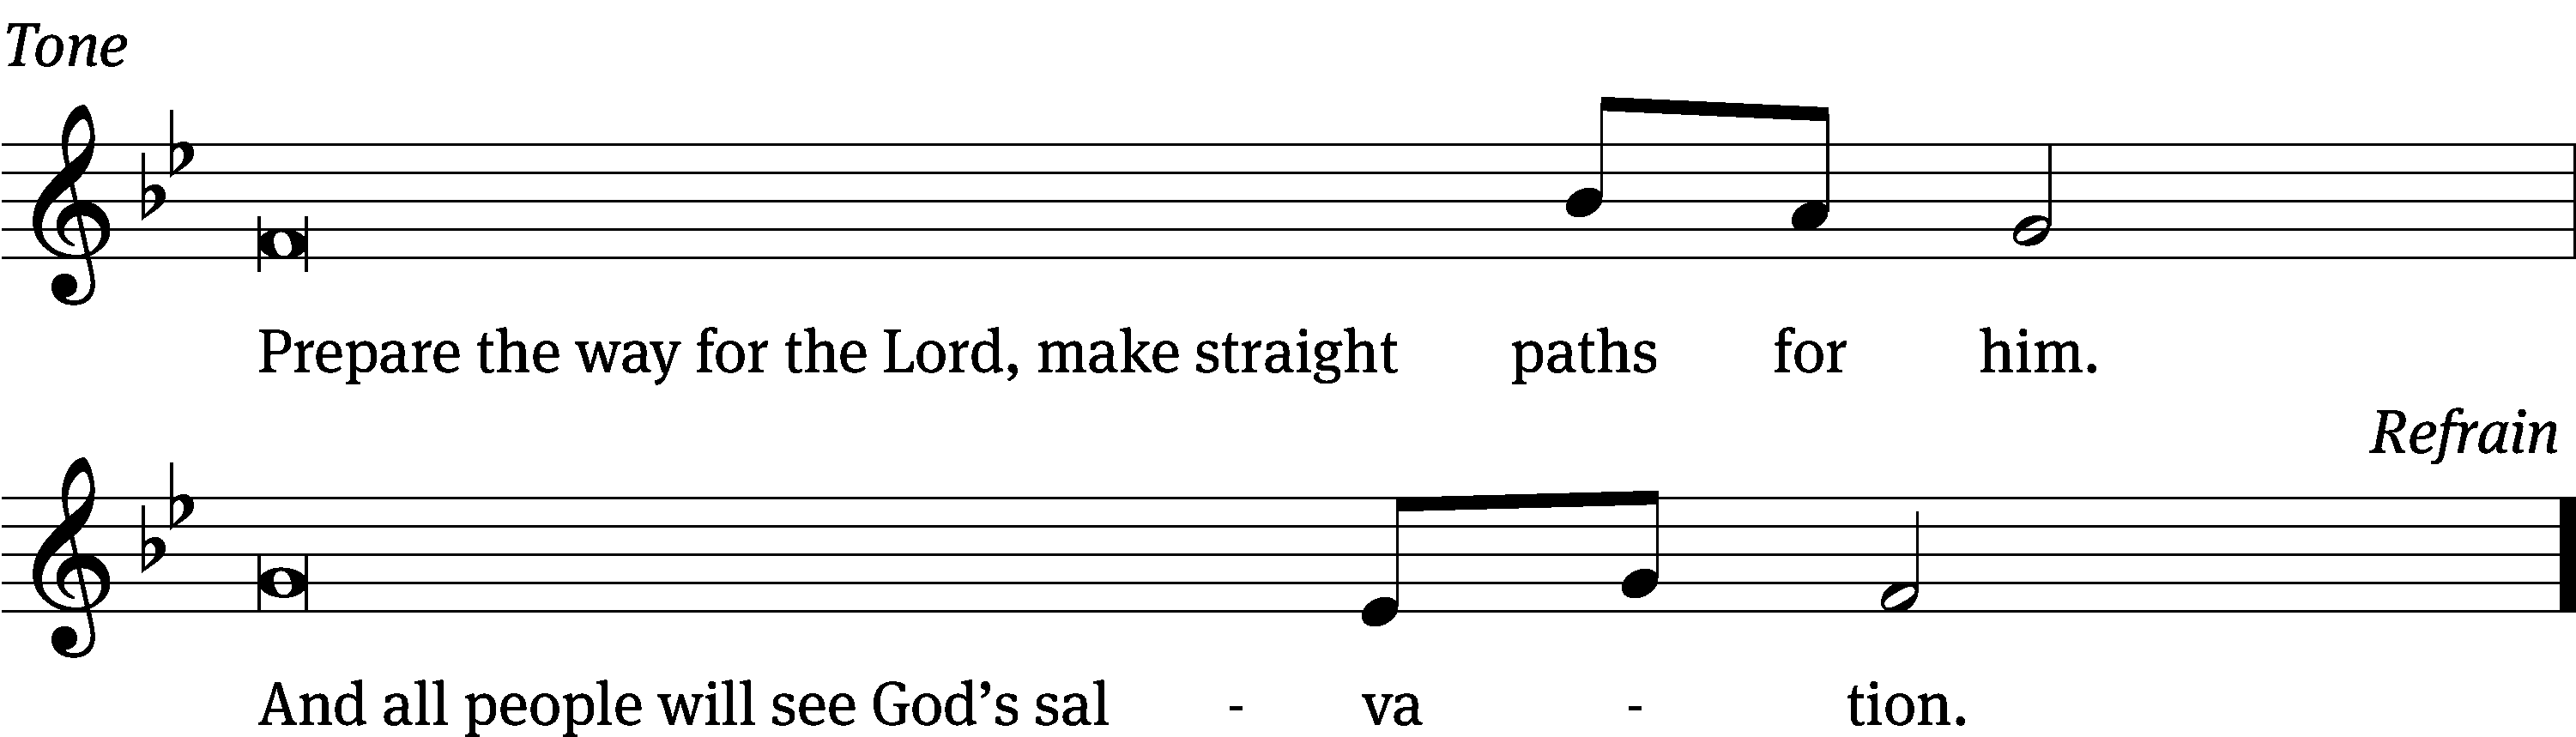 Tone
Prepare the way for the Lord, make straight paths for him.
Refrain
And all people will see God’s sal - va - tion.